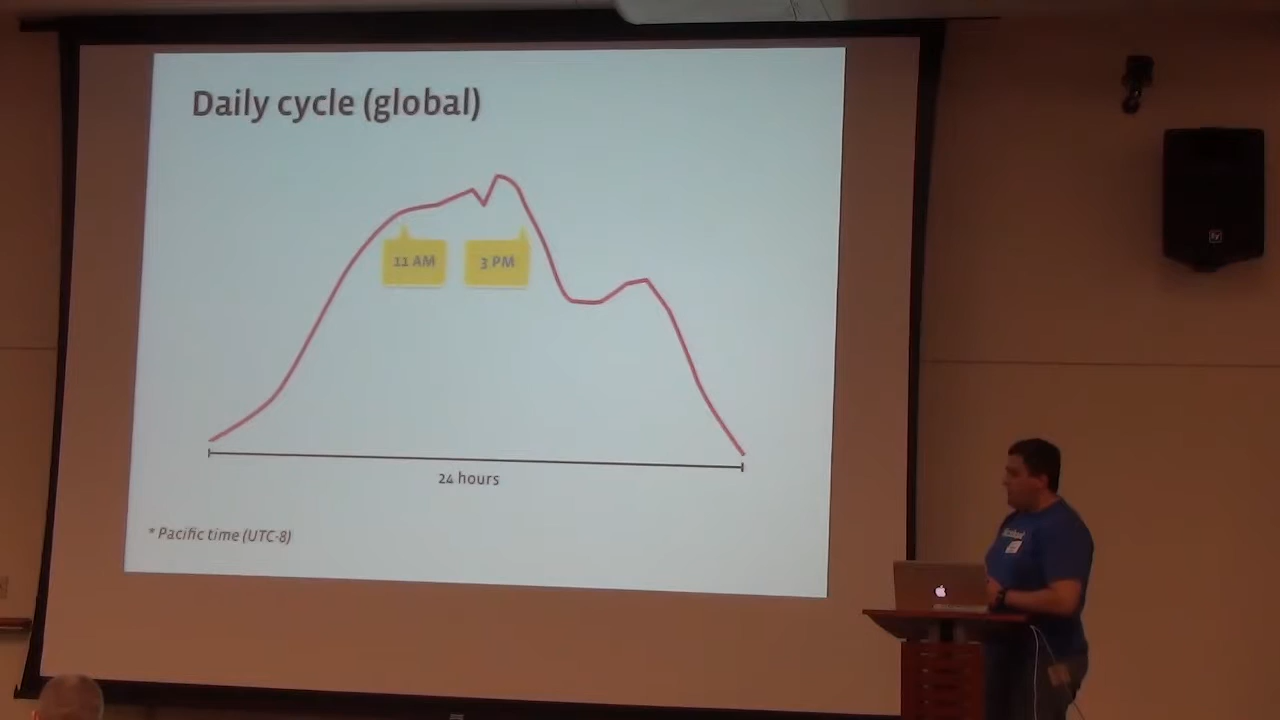 Daily cycle (global)
11 AM
3 PM
24 hours
* Pacific time (UTC-8)